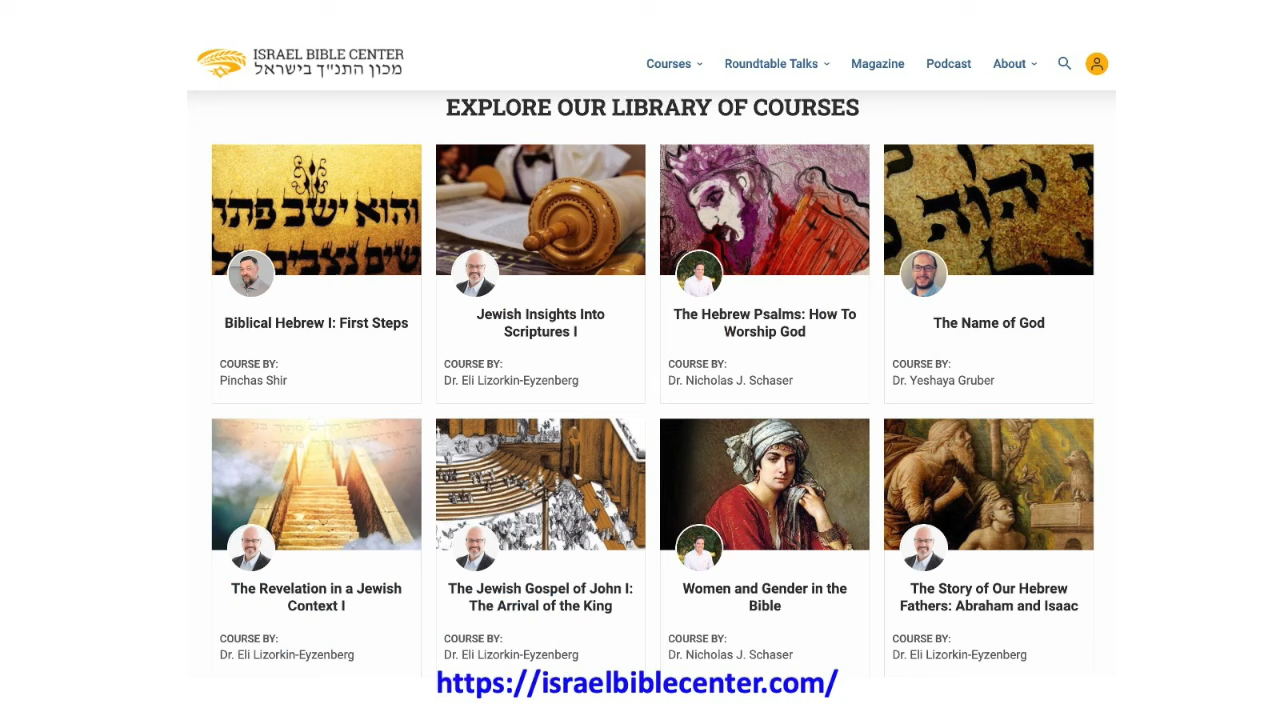 ISRAEL BIBLE CENTER
מכון התנ"ך בישראל
Courses Roundtable Talks Magazine Podcast About
EXPLORE OUR LIBRARY OF COURSES
והוא ישב פתח
יהוה
Biblical Hebrew I: First Steps
COURSE BY:
Pinchas Shir
Jewish Insights Into
Scriptures I
COURSE BY:
Dr. Eli Lizorkin-Eyzenberg
The Hebrew Psalms: How To
Worship God
COURSE BY:
Dr. Nicholas J. Schaser
The Name of God
COURSE BY:
Dr. Yeshaya Gruber
The Revelation in a Jewish
Context I
COURSE BY:
Dr. Eli Lizorkin-Eyzenberg
The Jewish Gospel of John I:
The Arrival of the King
COURSE BY:
Dr. Eli Lizorkin-Eyzenberg
Women and Gender in the
Bible
COURSE BY:
Dr. Nicholas J. Schaser
The Story of Our Hebrew
Fathers: Abraham and Isaac
COURSE BY:
Dr. Eli Lizorkin-Eyzenberg
https://israelbiblecenter.com/